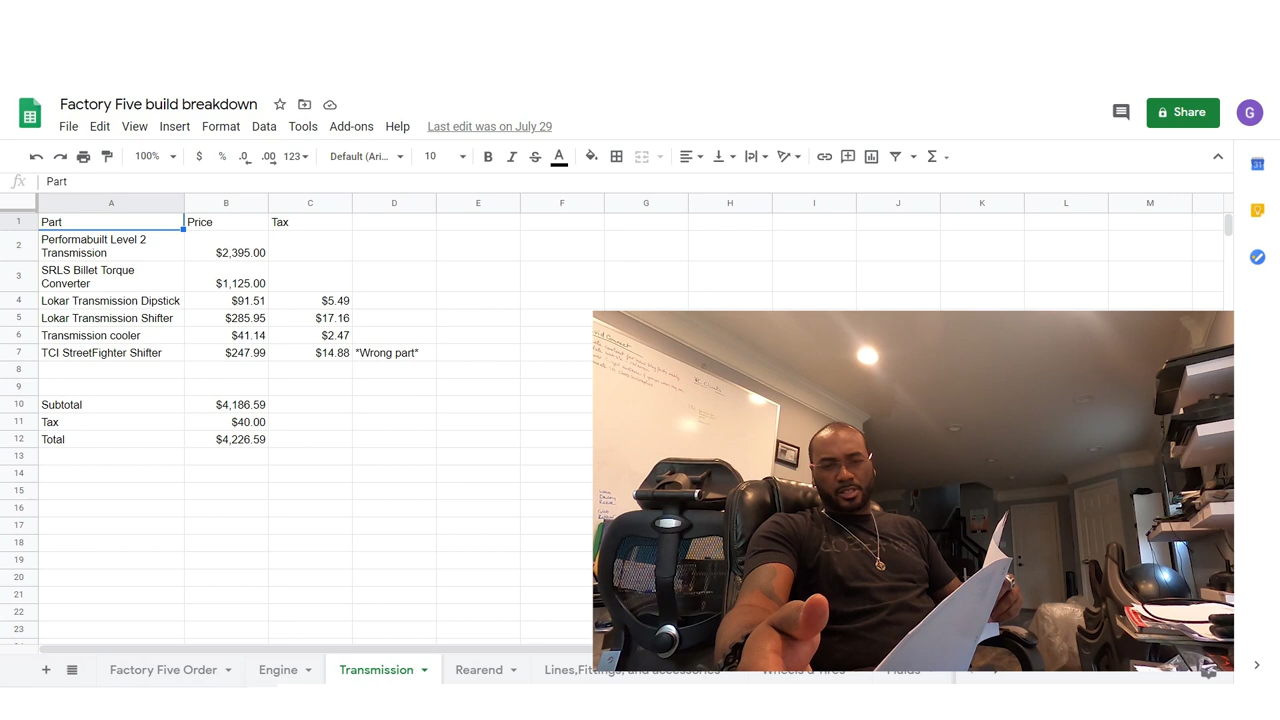 Factory Five build breakdown
File Edit View Insert Format Data Tools Add-ons Help Last edit was on July 29
Share
G
100% $ % .0 .00 123 Default (Ari... 10 B I S A Σ
31
fx Part
A B C D E F G H I J K L M
1 Part Price Tax
2 Performabuilt Level 2
Transmission $2,395.00
3 SRLS Billet Torque
Converter $1,125.00
4 Lokar Transmission Dipstick $91.51 $5.49
5 Lokar Transmission Shifter $285.95 $17.16
6 Transmission cooler $41.14 $2.47
7 TCI StreetFighter Shifter $247.99 $14.88 *Wrong part*
8
9
10 Subtotal $4,186.59
11 Tax $40.00
12 Total $4,226.59
13
14
15
16
17
18
19
20
21
22
23
Factory Five Order Engine Transmission Rearend Lines,Fittings, and accessories Wheels & Tires Fluids